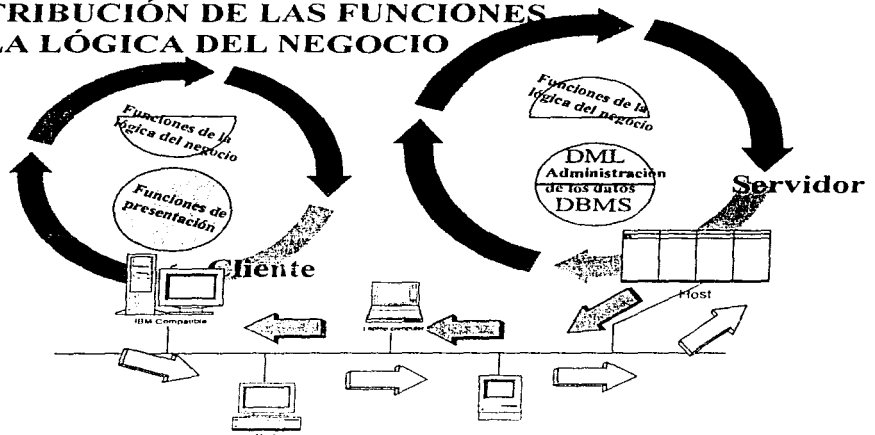 TRIBUCIÓN DE LAS FUNCIONES
LA LÓGICA DEL NEGOCIO
Funciones de la
lógica del negocio
Funciones de
presentación
Cliente
IBM Compatible
Laptop computer
Funciones de la
lógica del negocio
DML
Administración
de los datos
DBMS
Servidor
Host